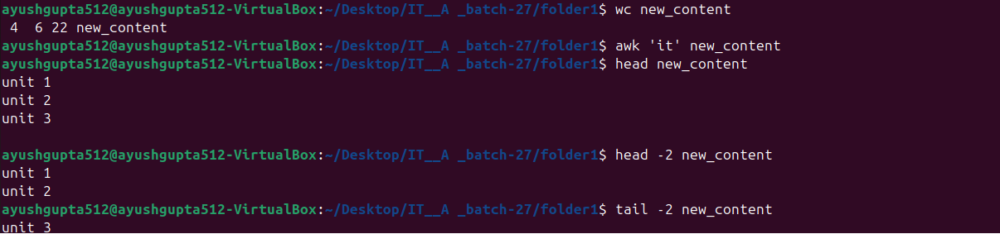 ayushgupta512@ayushgupta512-VirtualBox:~/Desktop/IT__A _batch-27/folder1$ wc new_content
 4  6 22 new_content
ayushgupta512@ayushgupta512-VirtualBox:~/Desktop/IT__A _batch-27/folder1$ awk 'it' new_content
ayushgupta512@ayushgupta512-VirtualBox:~/Desktop/IT__A _batch-27/folder1$ head new_content
unit 1
unit 2
unit 3

ayushgupta512@ayushgupta512-VirtualBox:~/Desktop/IT__A _batch-27/folder1$ head -2 new_content
unit 1
unit 2
ayushgupta512@ayushgupta512-VirtualBox:~/Desktop/IT__A _batch-27/folder1$ tail -2 new_content
unit 3